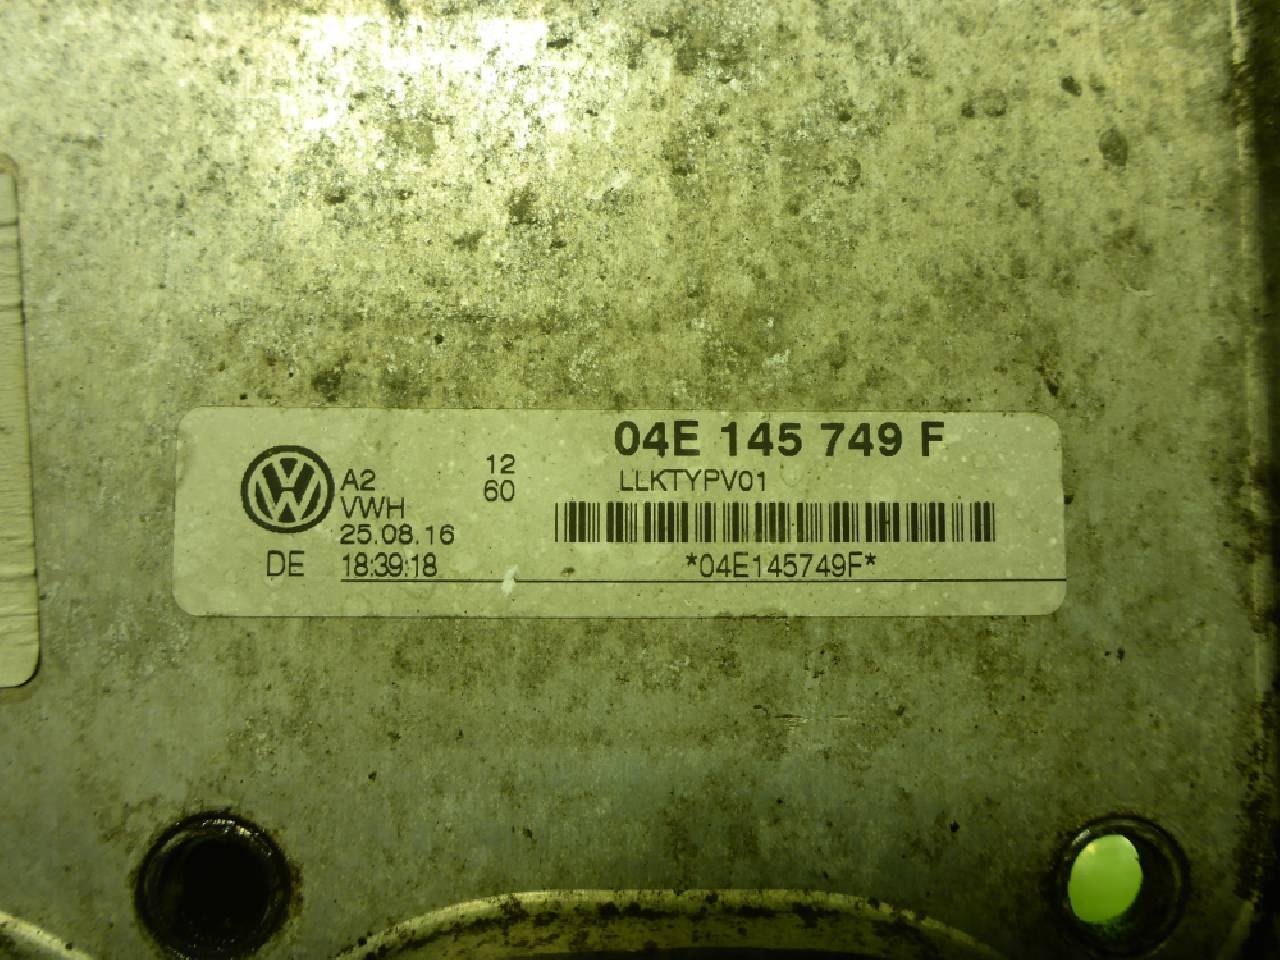 04E 145 749 F
LLKTYPV01
*04E145749F*
12
60
A2
VWH
25.08.16
DE 18:39:18